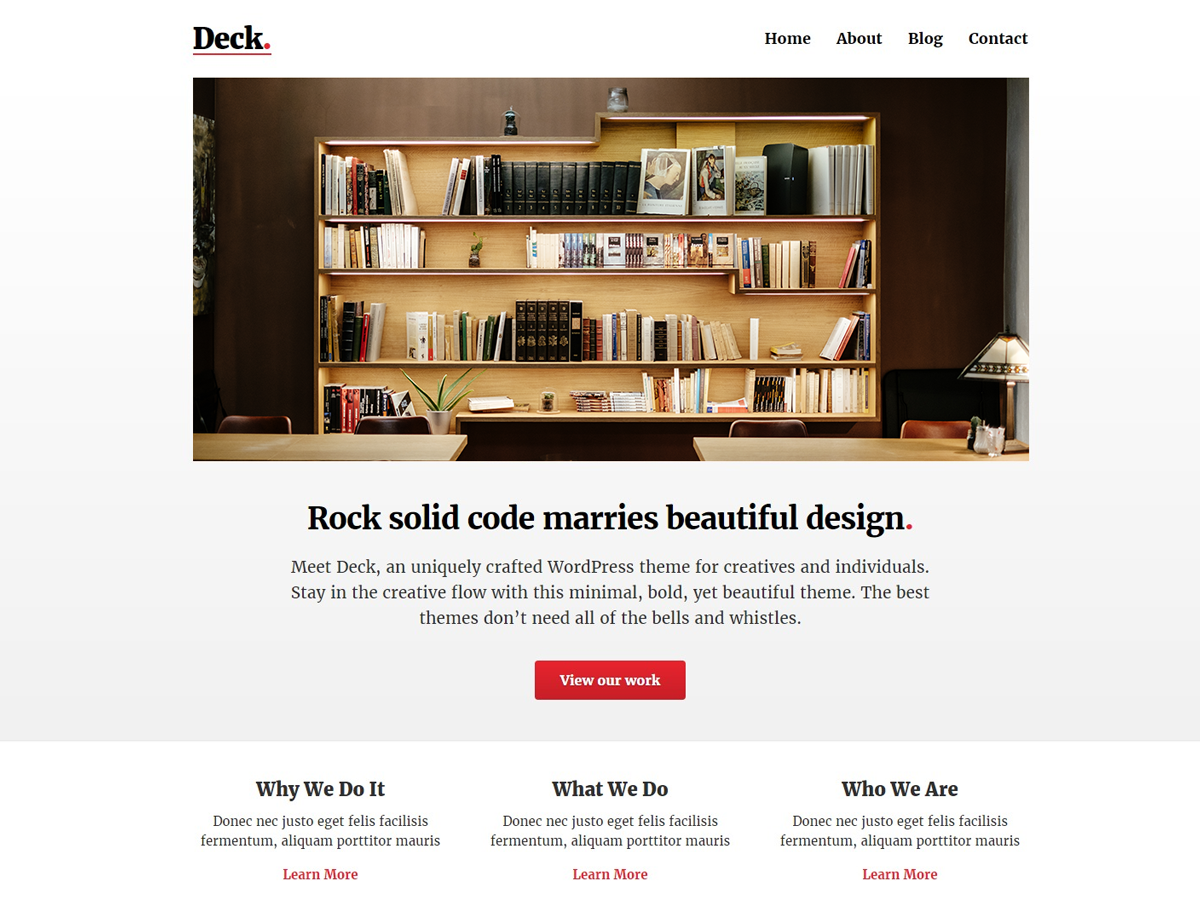 Deck.
Home About Blog Contact
Rock solid code marries beautiful design.
Meet Deck, an uniquely crafted WordPress theme for creatives and individuals.
Stay in the creative flow with this minimal, bold, yet beautiful theme. The best
themes don’t need all of the bells and whistles.
View our work
Why We Do It
Donec nec justo eget felis facilisis
fermentum, aliquam porttitor mauris
Learn More
What We Do
Donec nec justo eget felis facilisis
fermentum, aliquam porttitor mauris
Learn More
Who We Are
Donec nec justo eget felis facilisis
fermentum, aliquam porttitor mauris
Learn More